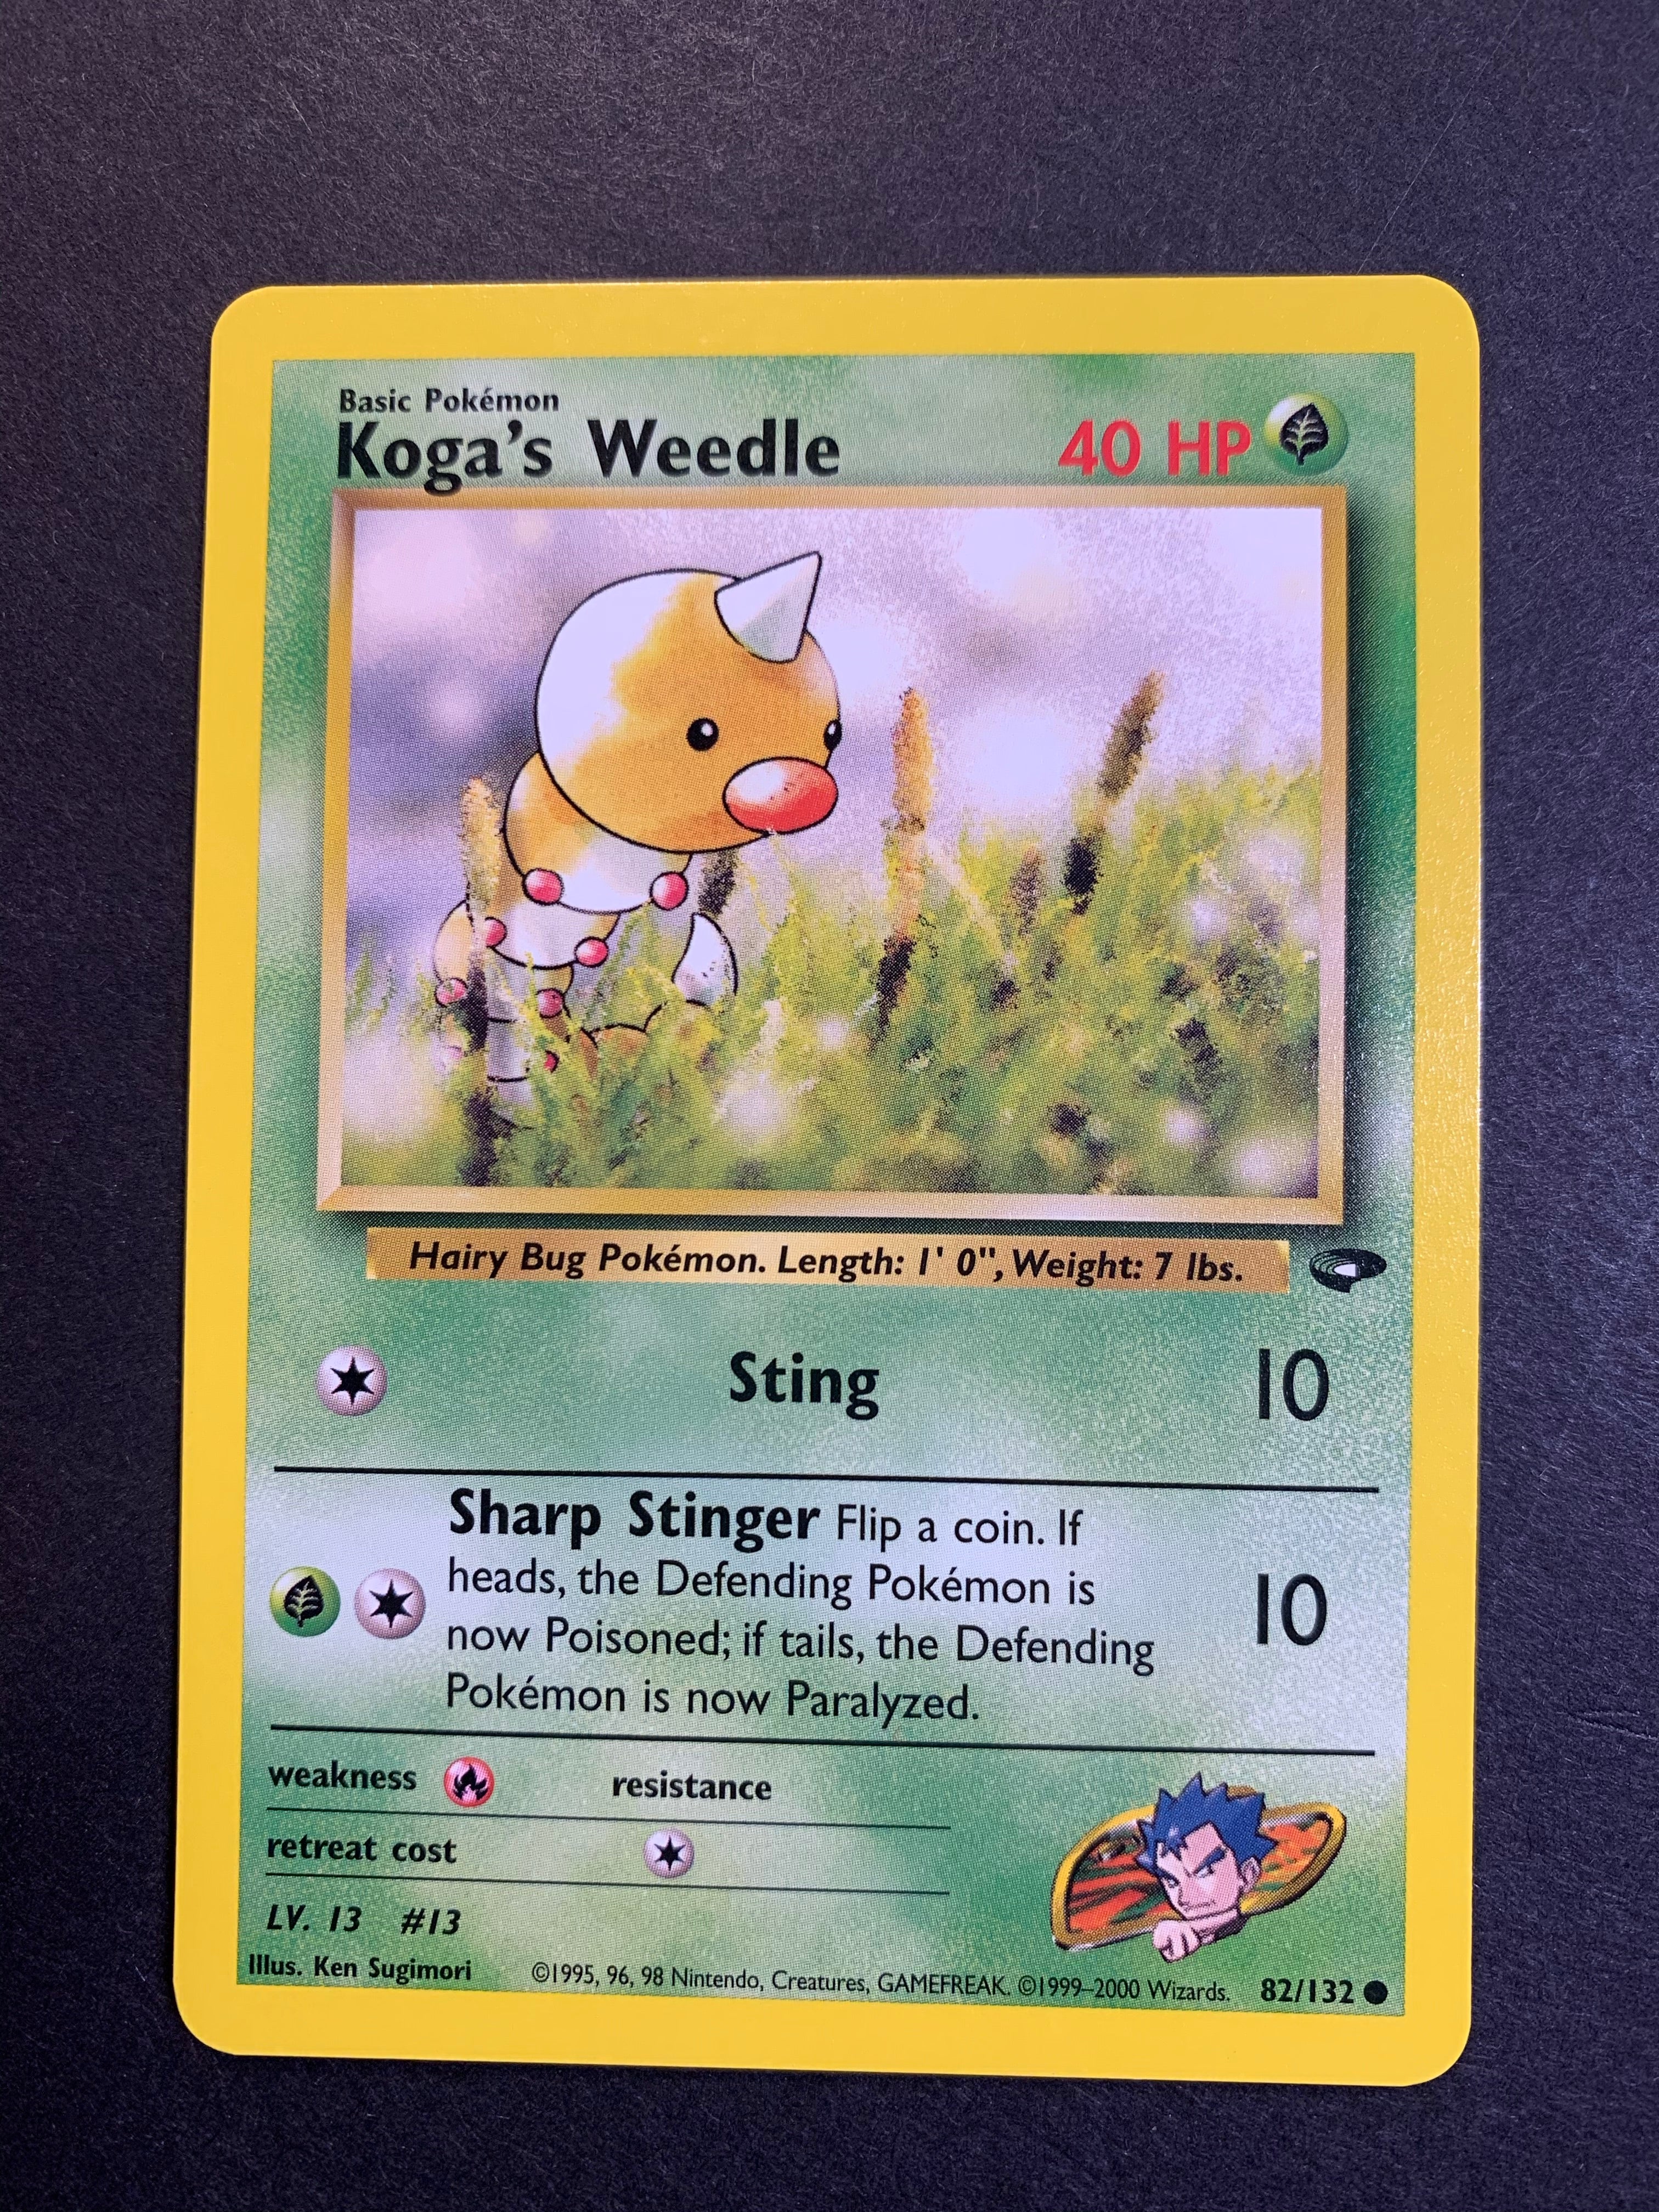 Basic Pokémon
Koga's Weedle 40 HP
Hairy Bug Pokémon. Length: 1' 0", Weight: 7 lbs.
Sting 10
Sharp Stinger Flip a coin. If
heads, the Defending Pokémon is
now Poisoned; if tails, the Defending
Pokémon is now Paralyzed.
10
weakness resistance
retreat cost
LV. 13 #13
Illus. Ken Sugimori ©1995, 96, 98 Nintendo, Creatures, GAMEFREAK. ©1999–2000 Wizards. 82/132